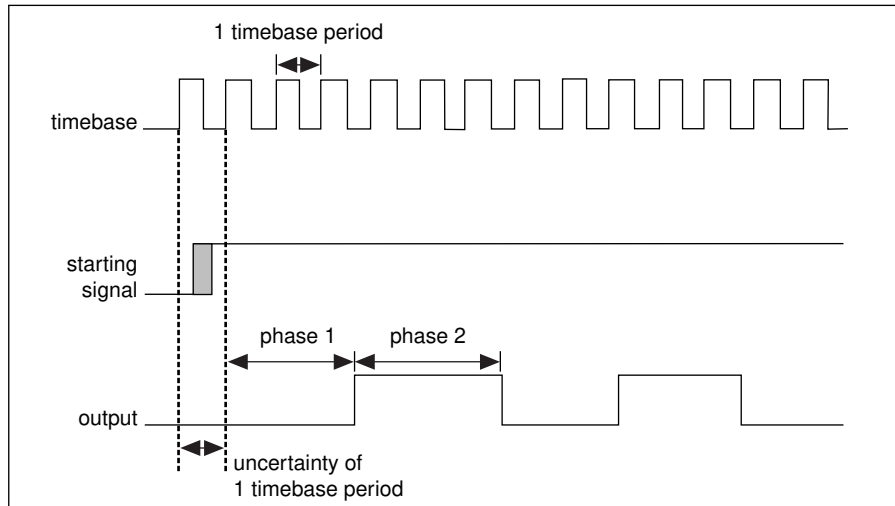 1 timebase period
timebase
starting
signal
phase 1
phase 2
output
uncertainty of
1 timebase period